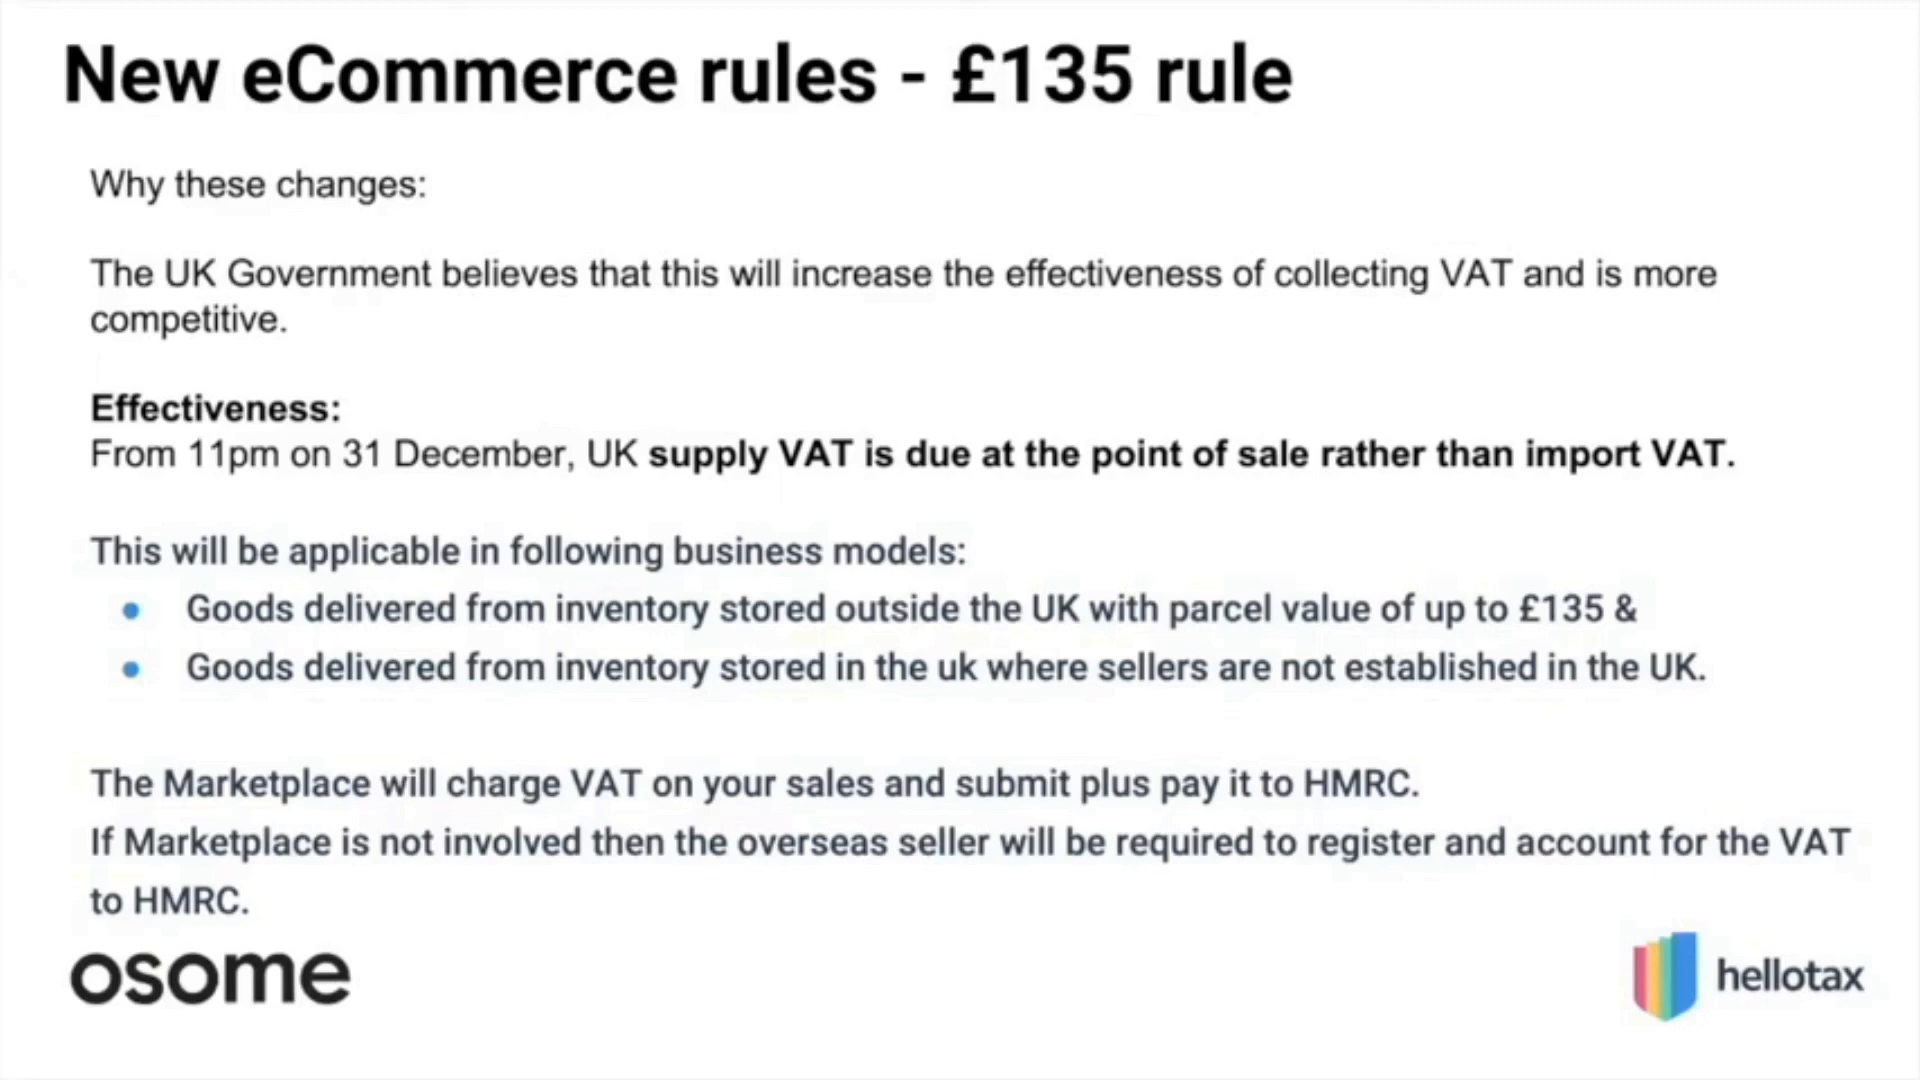 New eCommerce rules - £135 rule
Why these changes:
The UK Government believes that this will increase the effectiveness of collecting VAT and is more
competitive.
Effectiveness:
From 11pm on 31 December, UK supply VAT is due at the point of sale rather than import VAT.
This will be applicable in following business models:
● Goods delivered from inventory stored outside the UK with parcel value of up to £135 &
● Goods delivered from inventory stored in the uk where sellers are not established in the UK.
The Marketplace will charge VAT on your sales and submit plus pay it to HMRC.
If Marketplace is not involved then the overseas seller will be required to register and account for the VAT
to HMRC.
osome
hellotax